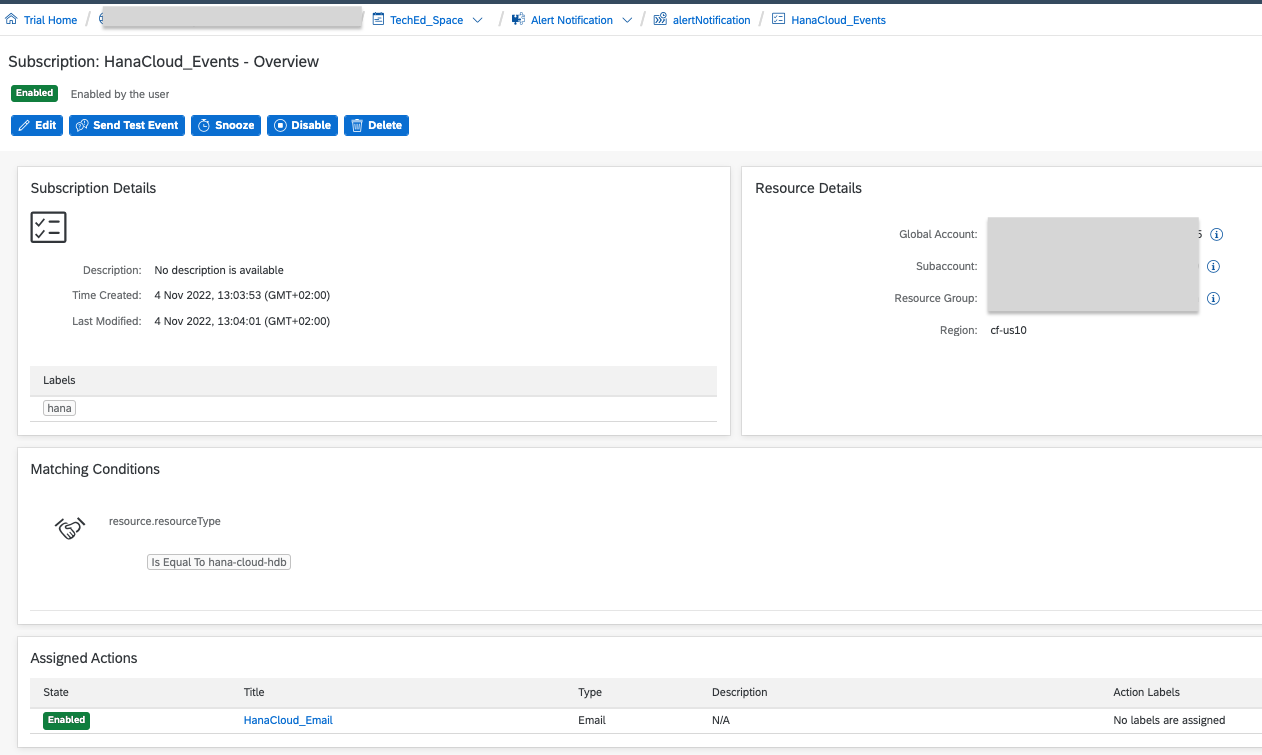 Trial Home / TechEd_Space / Alert Notification / alertNotification / HanaCloud_Events
Subscription: HanaCloud_Events - Overview
Enabled Enabled by the user
Edit Send Test Event Snooze Disable Delete
Subscription Details
Description: No description is available
Time Created: 4 Nov 2022, 13:03:53 (GMT+02:00)
Last Modified: 4 Nov 2022, 13:04:01 (GMT+02:00)
Labels
hana
Resource Details
Global Account:
Subaccount:
Resource Group:
Region: cf-us10
Matching Conditions
resource.resourceType
Is Equal To hana-cloud-hdb
Assigned Actions
State Title Type Description Action Labels
Enabled HanaCloud_Email Email N/A No labels are assigned